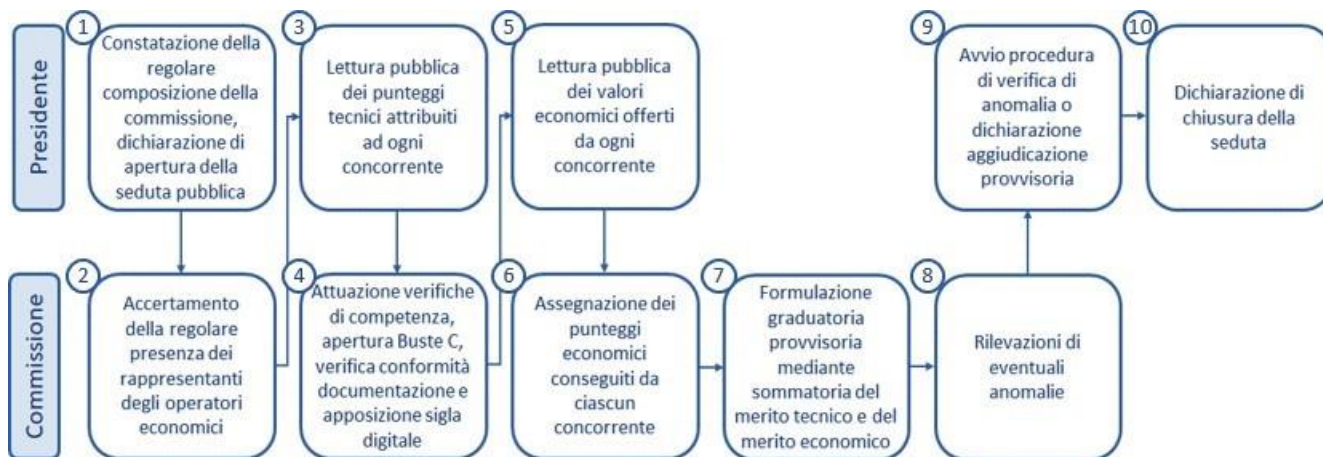 Presidente
1
Constatazione della
regolare
composizione della
commissione,
dichiarazione di
apertura della
seduta pubblica
3
Lettura pubblica
dei punteggi
tecnici attribuiti
ad ogni
concorrente
5
Lettura pubblica
dei valori
economici offerti
da ogni
concorrente
9
Avvio procedura
di verifica di
anomalia o
dichiarazione
aggiudicazione
provvisoria
10
Dichiarazione di
chiusura della
seduta
Commissione
2
Accertamento
della regolare
presenza dei
rappresentanti
degli operatori
economici
4
Attuazione verifiche
di competenza,
apertura Buste C,
verifica conformità
documentazione e
apposizione sigla
digitale
6
Assegnazione dei
punteggi
economici
conseguiti da
ciascun
concorrente
7
Formulazione
graduatoria
provvisoria
mediante
sommatoria del
merito tecnico e del
merito economico
8
Rilevazioni di
eventuali
anomalie